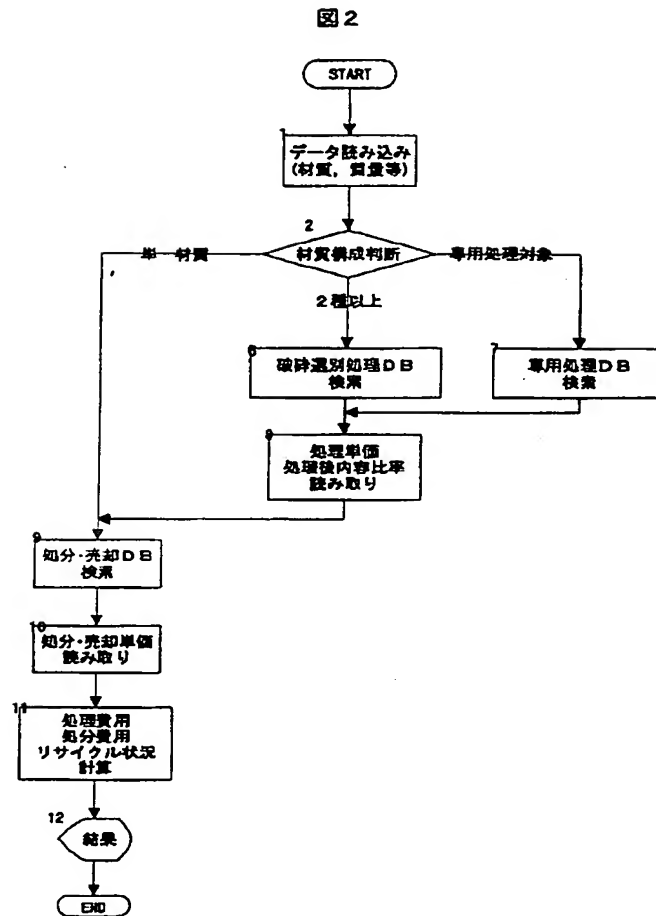 図2
START
1
データ読み込み
(材質，質量等)
2
材質構成判断
単一材質
専用処理対象
2種以上
6
破砕選別処理DB
検索
7
専用処理DB
検索
8
処理単価
処理後内容比率
読み取り
9
処分・売却DB
検索
10
処分・売却単価
読み取り
11
処理費用
処分費用
リサイクル状況
計算
12
結果
END